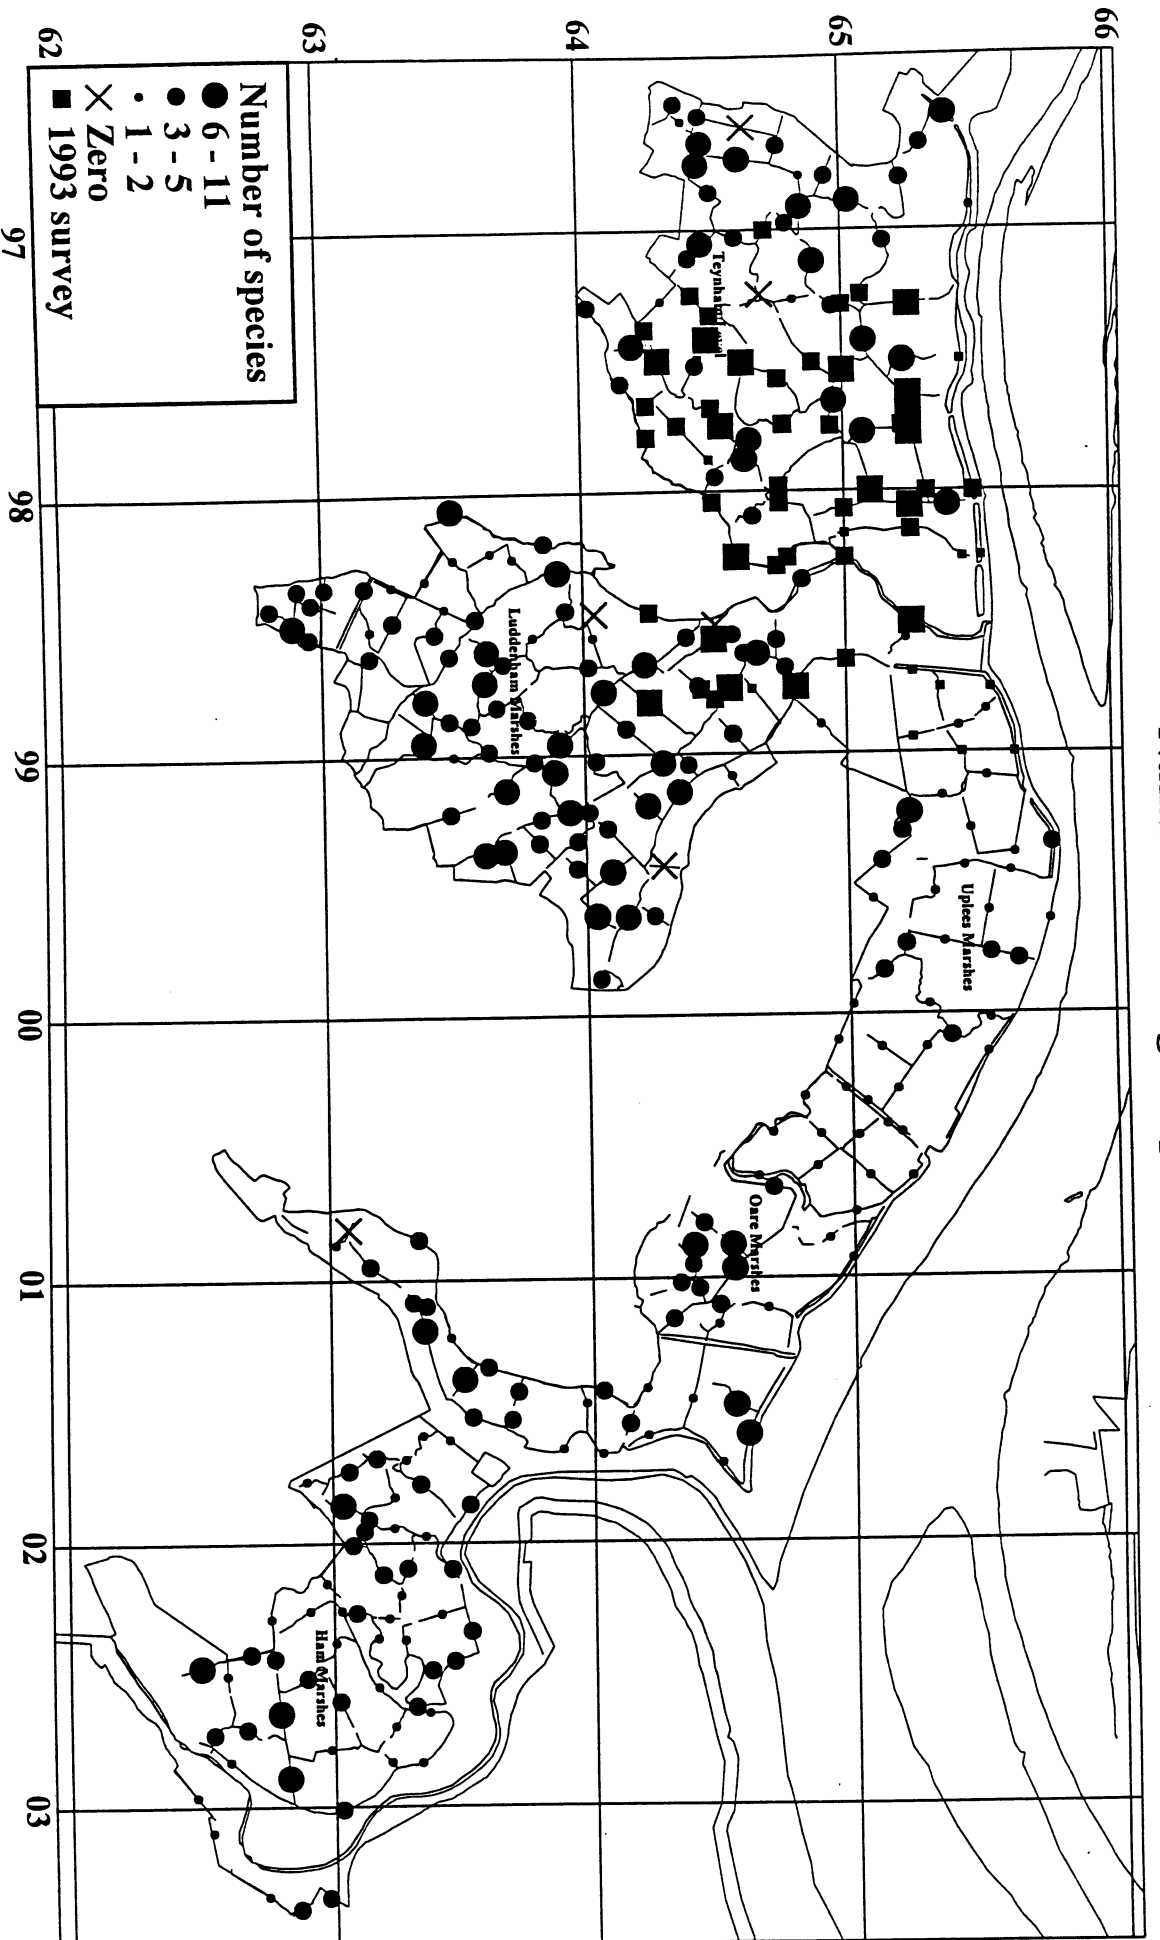 66
65
64
63
62
97
98
99
00
01
02
03
Teynham
Luddenham Marshes
Uplees Marshes
Oare Marshes
Ham Marshes
Number of species
6 - 11
3 - 5
1 - 2
Zero
1993 survey